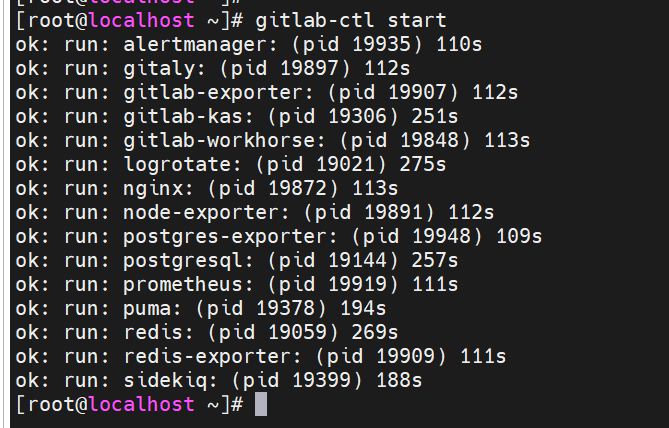 [root@localhost ~]# gitlab-ctl start
ok: run: alertmanager: (pid 19935) 110s
ok: run: gitaly: (pid 19897) 112s
ok: run: gitlab-exporter: (pid 19907) 112s
ok: run: gitlab-kas: (pid 19306) 251s
ok: run: gitlab-workhorse: (pid 19848) 113s
ok: run: logrotate: (pid 19021) 275s
ok: run: nginx: (pid 19872) 113s
ok: run: node-exporter: (pid 19891) 112s
ok: run: postgres-exporter: (pid 19948) 109s
ok: run: postgresql: (pid 19144) 257s
ok: run: prometheus: (pid 19919) 111s
ok: run: puma: (pid 19378) 194s
ok: run: redis: (pid 19059) 269s
ok: run: redis-exporter: (pid 19909) 111s
ok: run: sidekiq: (pid 19399) 188s
[root@localhost ~]#